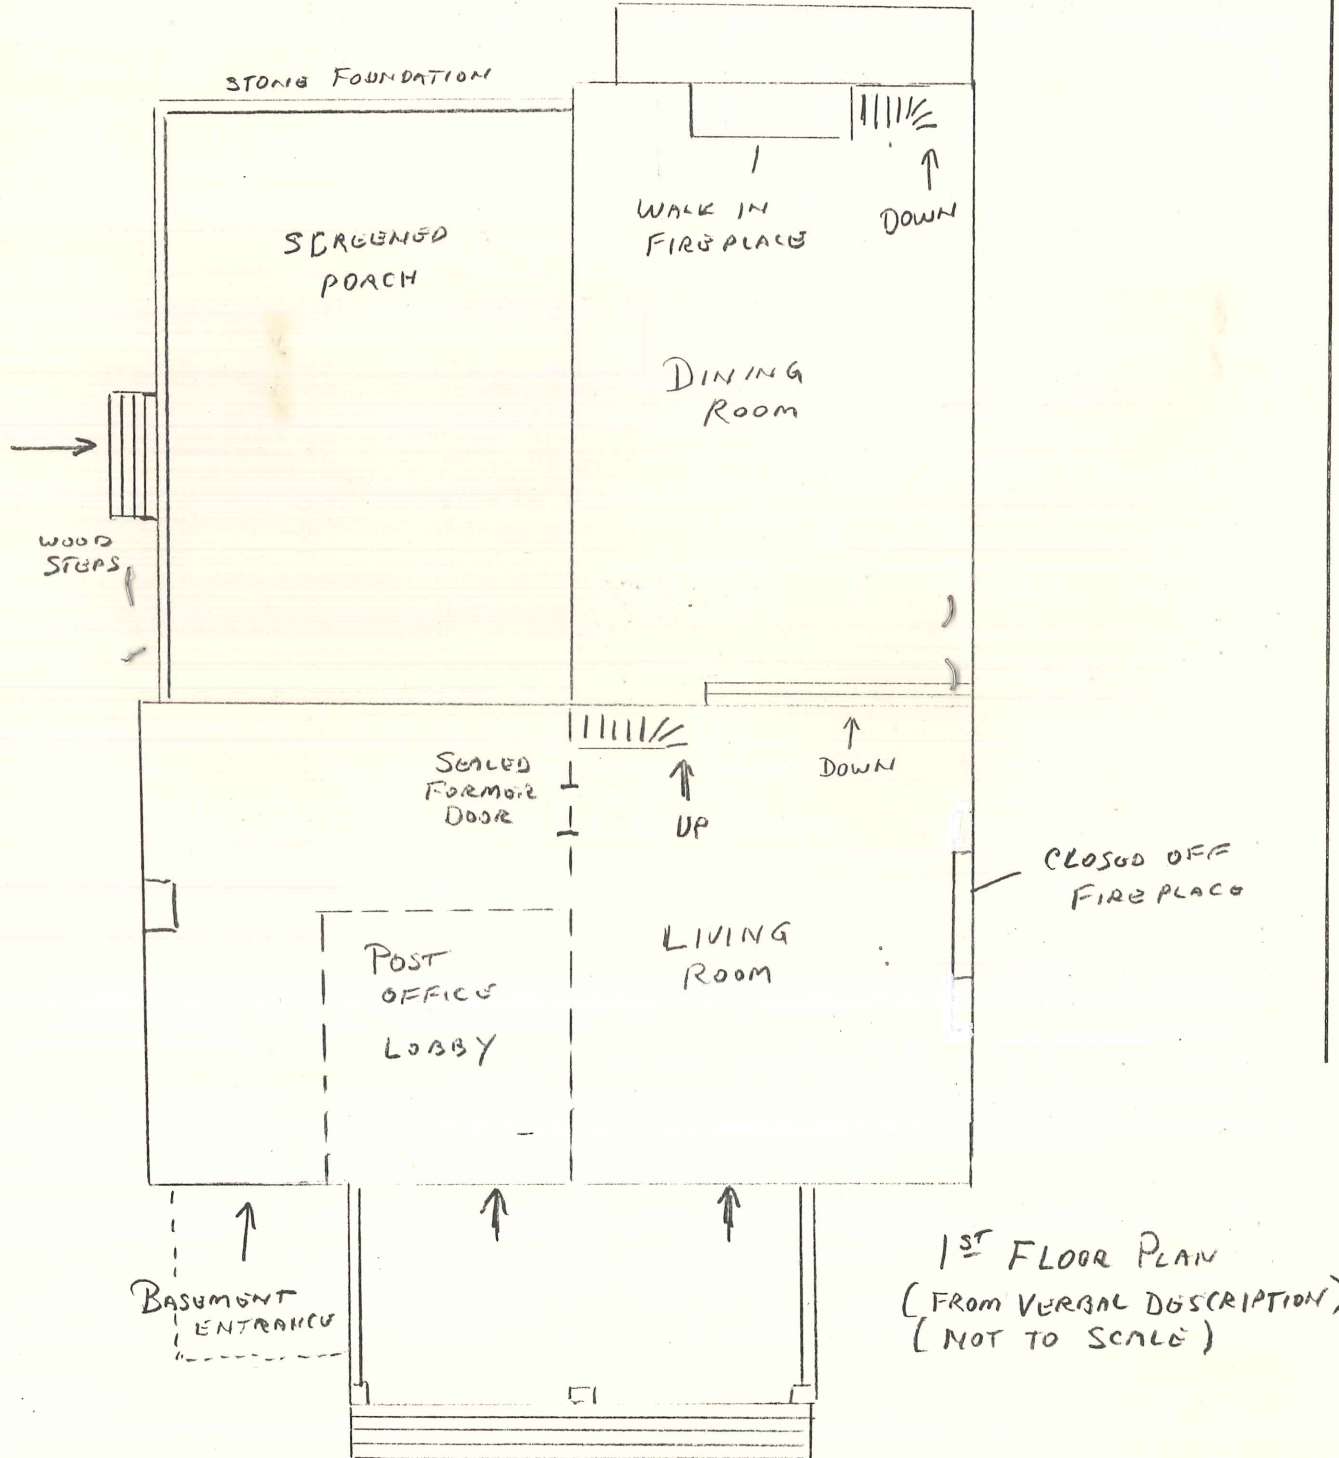 STONE FOUNDATION
SCREENED
PORCH
WALK IN
FIREPLACE
DOWN
DINING
ROOM
WOOD
STEPS
SEALED
FORMER
DOOR
UP
DOWN
CLOSED OFF
FIREPLACE
POST
OFFICE
LOBBY
LIVING
ROOM
BASEMENT
ENTRANCE
1ST FLOOR PLAN
(FROM VERBAL DESCRIPTION)
(NOT TO SCALE)